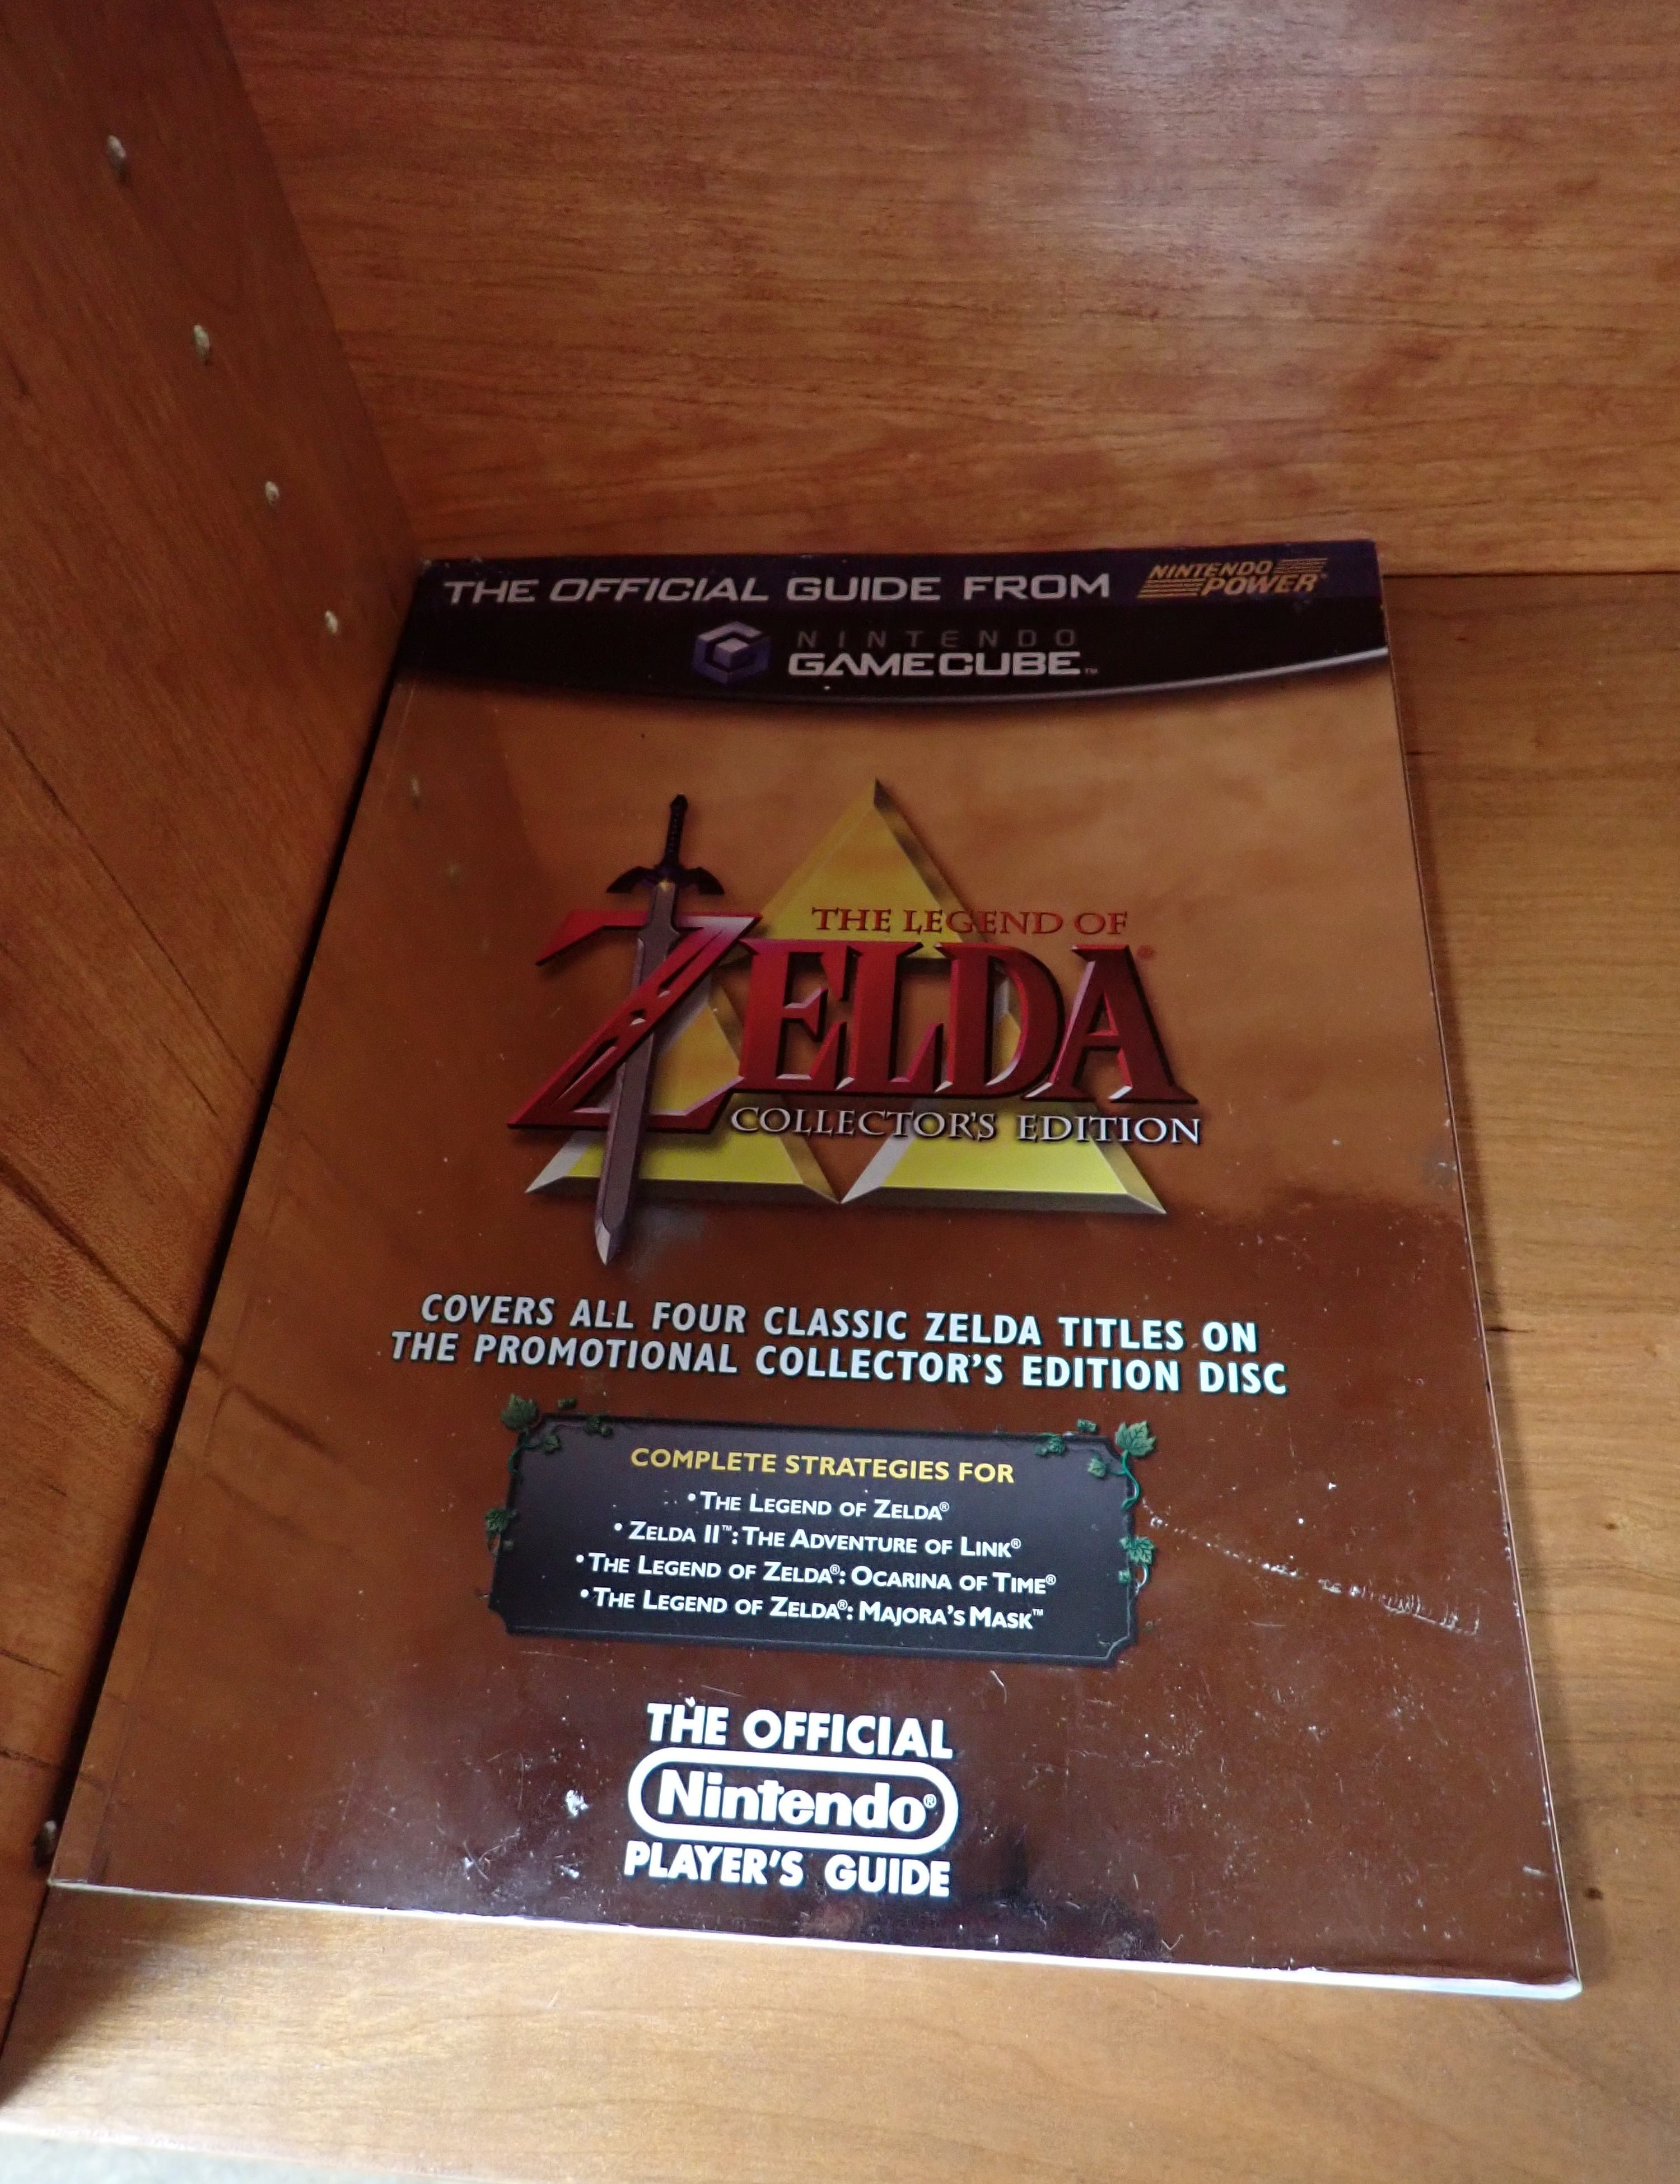 THE OFFICIAL GUIDE FROM NINTENDO POWER™
NINTENDO
GAMECUBE™
THE LEGEND OF
ZELDA®
COLLECTOR'S EDITION
COVERS ALL FOUR CLASSIC ZELDA TITLES ON
THE PROMOTIONAL COLLECTOR'S EDITION DISC
COMPLETE STRATEGIES FOR
• THE LEGEND OF ZELDA®
• ZELDA II™: THE ADVENTURE OF LINK®
• THE LEGEND OF ZELDA®: OCARINA OF TIME®
• THE LEGEND OF ZELDA®: MAJORA'S MASK™
THE OFFICIAL
Nintendo®
PLAYER'S GUIDE